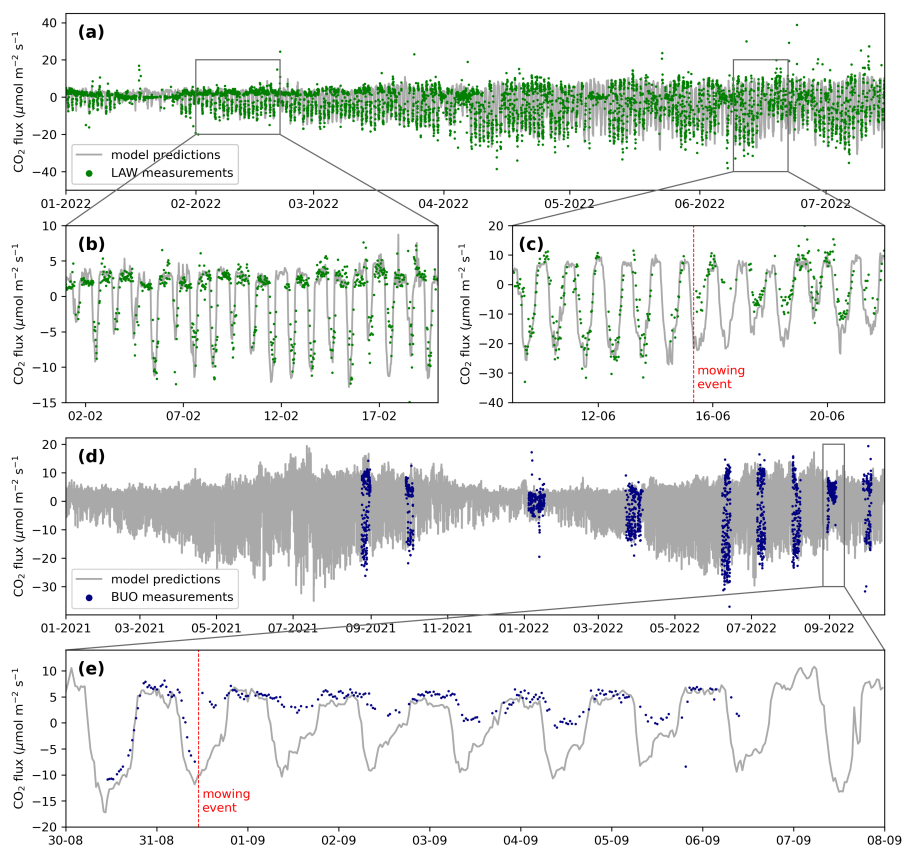 (a)
40
20
0
−20
−40
CO₂ flux (μmol m⁻² s⁻¹)
model predictions
LAW measurements
01-2022 02-2022 03-2022 04-2022 05-2022 06-2022 07-2022
(b)
10
5
0
−5
−10
−15
CO₂ flux (μmol m⁻² s⁻¹)
02-02 07-02 12-02 17-02
(c)
20
10
0
−10
−20
−30
−40
CO₂ flux (μmol m⁻² s⁻¹)
mowing
event
12-06 16-06 20-06
(d)
20
10
0
−10
−20
−30
CO₂ flux (μmol m⁻² s⁻¹)
model predictions
BUO measurements
01-2021 03-2021 05-2021 07-2021 09-2021 11-2021 01-2022 03-2022 05-2022 07-2022 09-2022
(e)
10
5
0
−5
−10
−15
−20
CO₂ flux (μmol m⁻² s⁻¹)
mowing
event
30-08 31-08 01-09 02-09 03-09 04-09 05-09 06-09 07-09 08-09